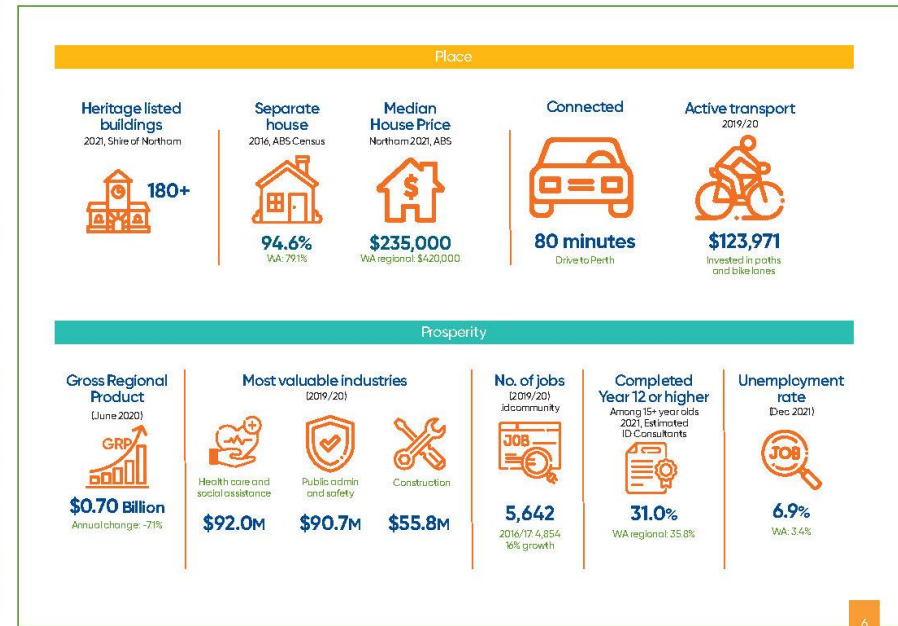 Place
Heritage listed
buildings
2021, Shire of Northam
180+
Separate
house
2016, ABS Census
94.6%
WA: 79.1%
Median
House Price
Northam 2021, ABS
$
$235,000
WA regional: $420,000
Connected
80 minutes
Drive to Perth
Active transport
2019/20
$123,971
Invested in paths
and bike lanes
Prosperity
Gross Regional
Product
(June 2020)
GRP
$0.70 Billion
Annual change: -7.1%
Most valuable industries
(2019/20)
Health care and
social assistance
$92.0M
Public admin
and safety
$90.7M
Construction
$55.8M
No. of jobs
(2019/20)
.idcommunity
JOB
5,642
2016/17: 4,854
16% growth
Completed
Year 12 or higher
Among 15+ year olds
2021, Estimated
ID Consultants
31.0%
WA regional: 35.8%
Unemployment
rate
(Dec 2021)
JOB
6.9%
WA: 3.4%
6